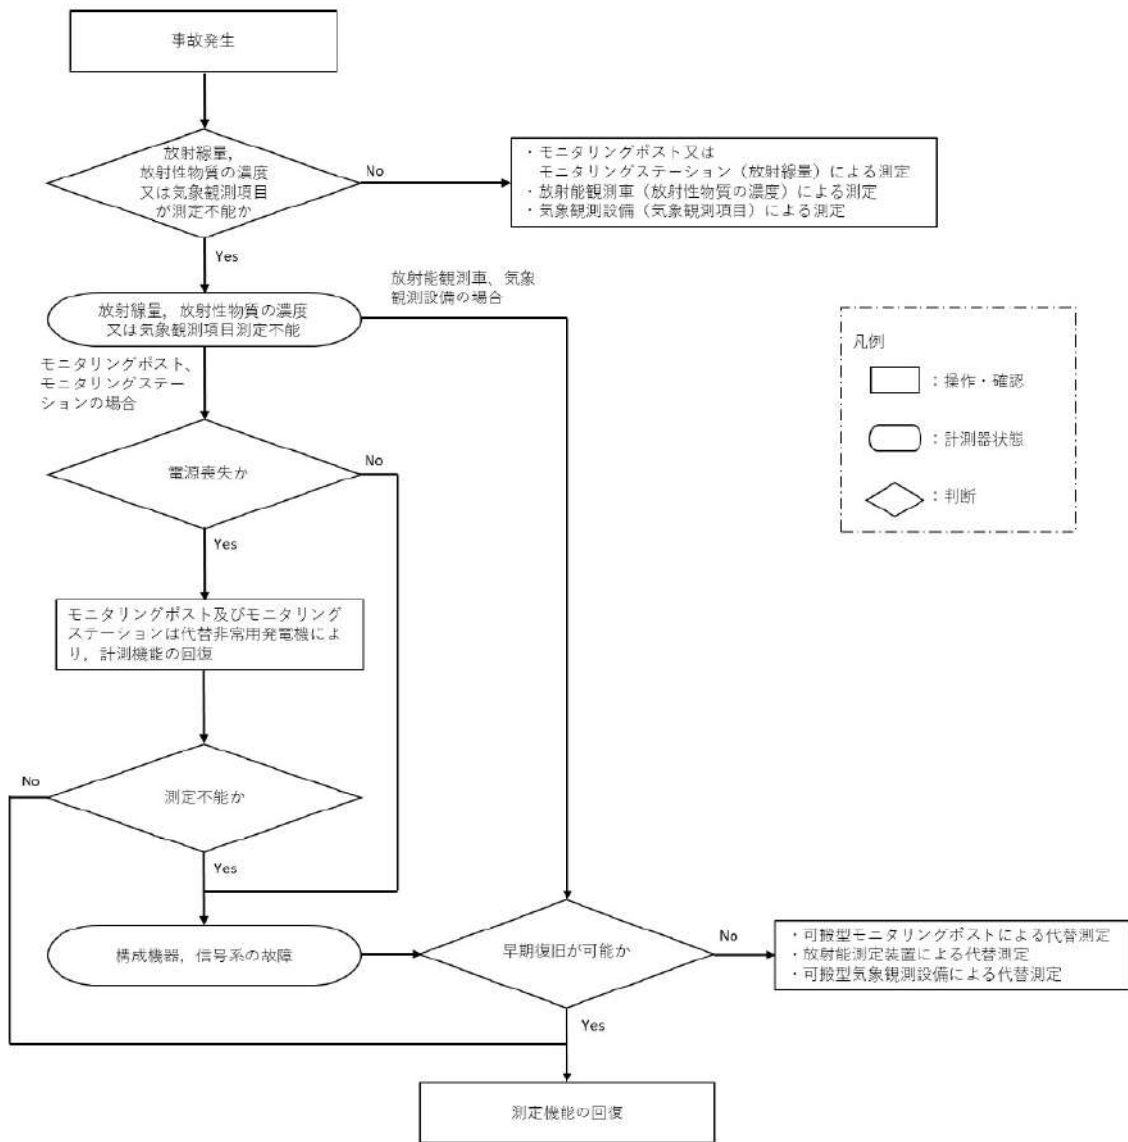 事故発生
放射線量，
放射性物質の濃度
又は気象観測項目
が測定不能か
No
・モニタリングポスト又は
モニタリングステーション（放射線量）による測定
・放射能観測車（放射性物質の濃度）による測定
・気象観測設備（気象観測項目）による測定
Yes
放射能観測車、気象
観測設備の場合
放射線量，放射性物質の濃度
又は気象観測項目測定不能
モニタリングポスト、
モニタリングステー
ションの場合
凡例
：操作・確認
：計測器状態
：判断
電源喪失か
No
Yes
モニタリングポスト及びモニタリング
ステーションは代替非常用発電機によ
り，計測機能の回復
No
測定不能か
Yes
構成機器，信号系の故障
早期復旧が可能か
No
・可搬型モニタリングポストによる代替測定
・放射能測定装置による代替測定
・可搬型気象観測設備による代替測定
Yes
測定機能の回復